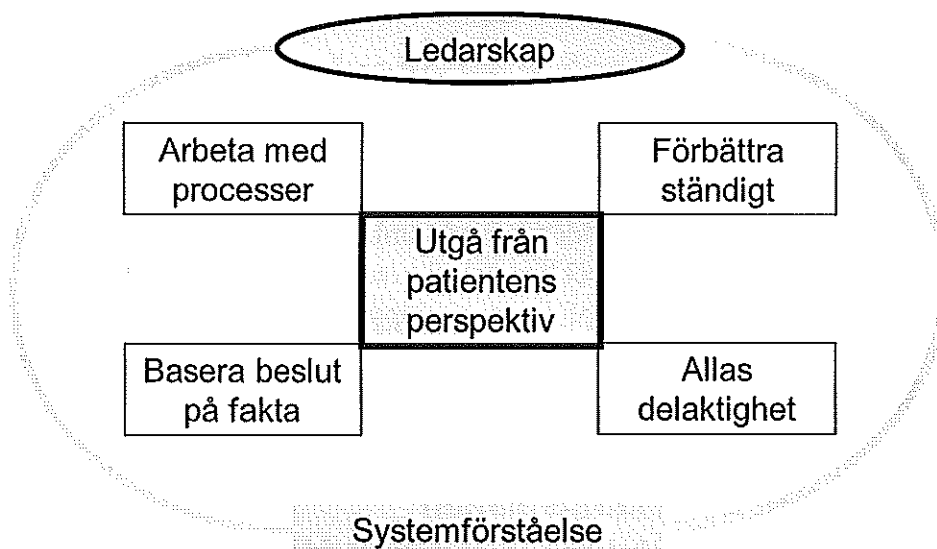 Ledarskap
Arbeta med
processer
Förbättra
ständigt
Utgå från
patientens
perspektiv
Basera beslut
på fakta
Allas
delaktighet
Systemförståelse